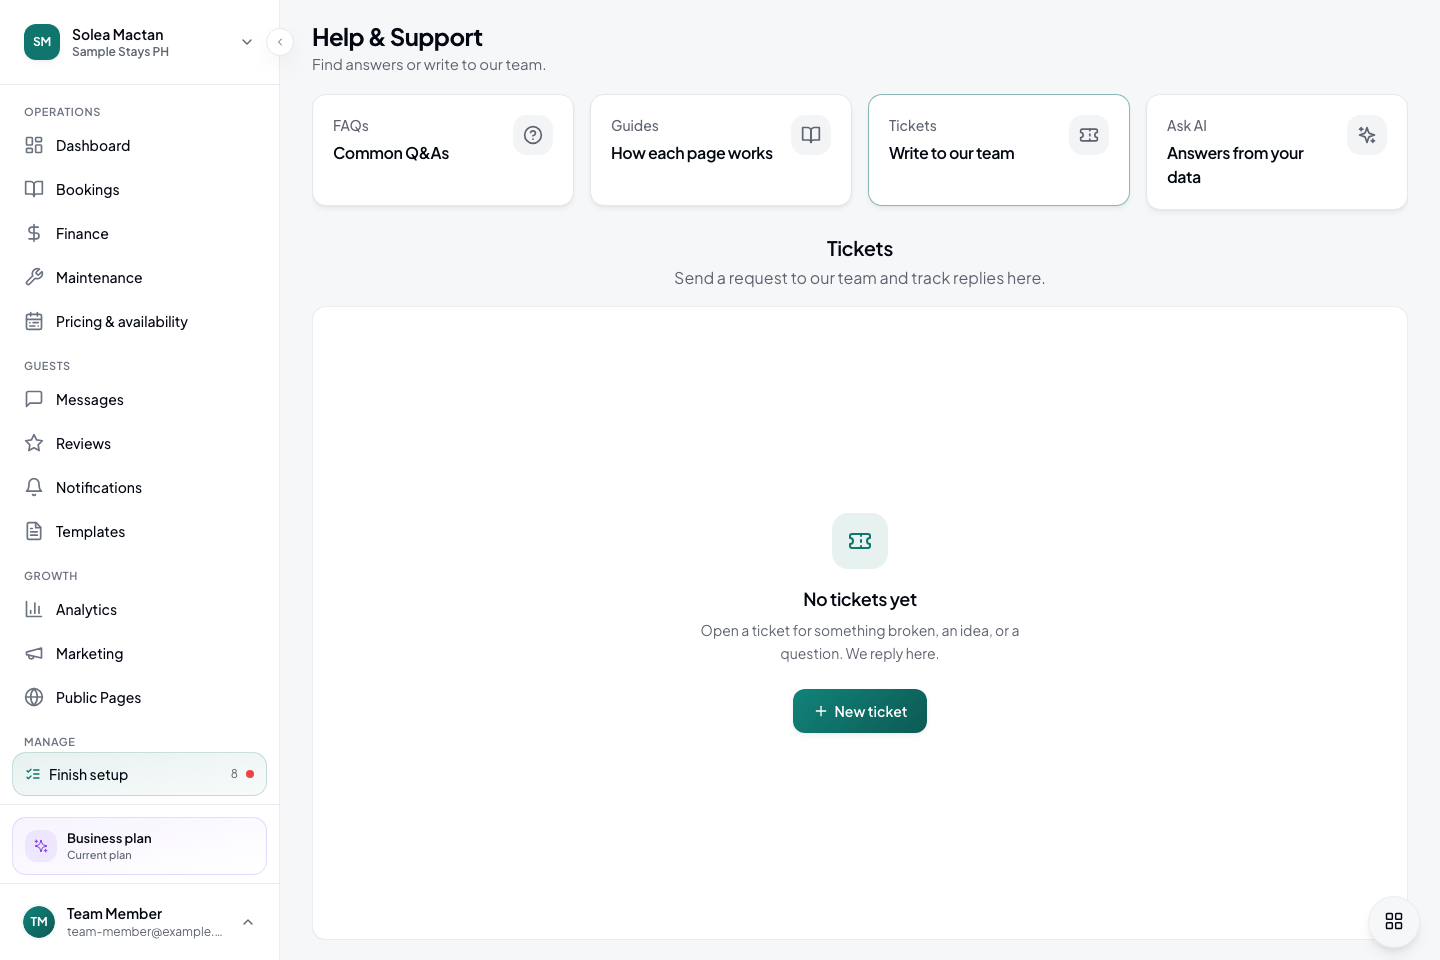 SM
Solea Mactan
Sample Stays PH
OPERATIONS
Dashboard
Bookings
Finance
Maintenance
Pricing & availability
GUESTS
Messages
Reviews
Notifications
Templates
GROWTH
Analytics
Marketing
Public Pages
MANAGE
Finish setup
8
Business plan
Current plan
TM
Team Member
team-member@example....
Help & Support
Find answers or write to our team.
FAQs
Common Q&As
Guides
How each page works
Tickets
Write to our team
Ask AI
Answers from your
data
Tickets
Send a request to our team and track replies here.
No tickets yet
Open a ticket for something broken, an idea, or a
question. We reply here.
New ticket